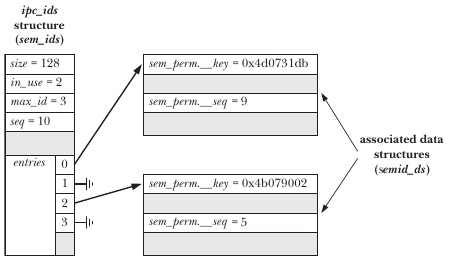 ipc_ids
structure
(sem_ids)
size = 128
in_use = 2
max_id = 3
seq = 10
entries
0
1
2
3
sem_perm.__key = 0x4d0731db
sem_perm.__seq = 9
sem_perm.__key = 0x4b079002
sem_perm.__seq = 5
associated data
structures
(semid_ds)